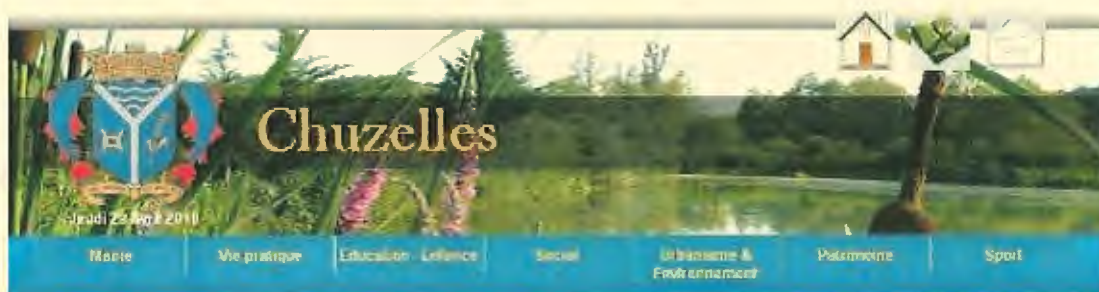 Chuzelles
Jeudi
Mairie
Vie pratique
Education - Enfance
Social
Urbanisme &
Environnement
Patrimoine
Sport